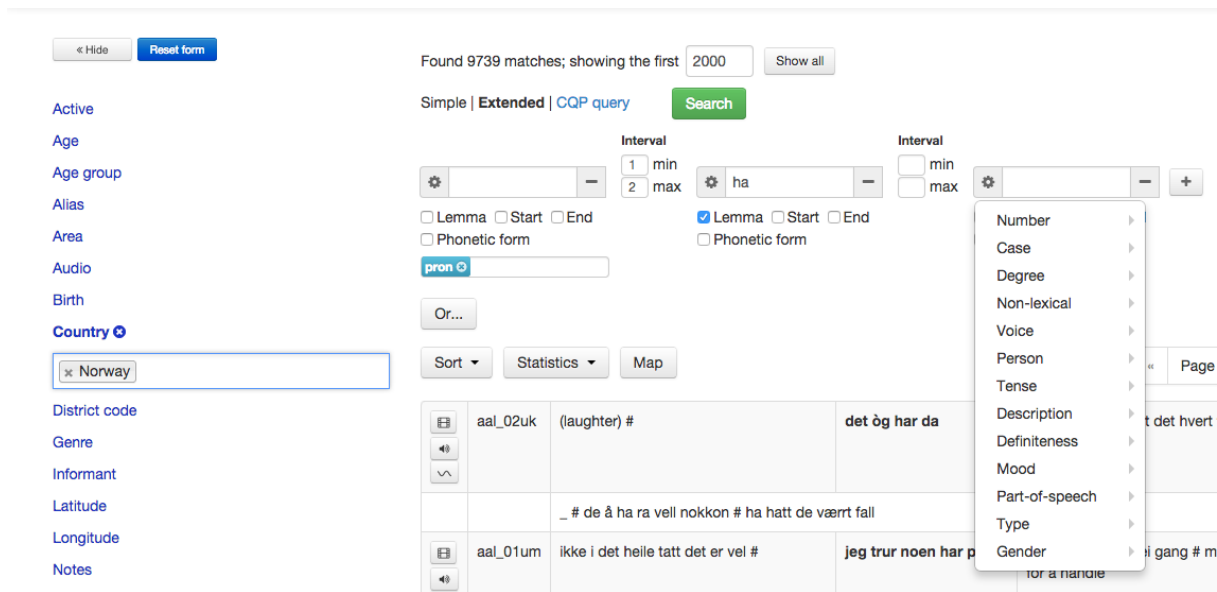 « Hide
Reset form
Active
Age
Age group
Alias
Area
Audio
Birth
Country
× Norway
District code
Genre
Informant
Latitude
Longitude
Notes
Found 9739 matches; showing the first 2000 Show all
Simple | Extended | CQP query Search
Interval Interval
1 min min
2 max ha max
Lemma Start End Lemma Start End
Phonetic form Phonetic form
pron
Or...
Sort Statistics Map « Page
Number
Case
Degree
Non-lexical
Voice
Person
Tense
Description
Definiteness
Mood
Part-of-speech
Type
Gender
aal_02uk (laughter) # det òg har da t det hvert
_ # de å ha ra vell nokkon # ha hatt de værrt fall
aal_01um ikke i det heile tatt det er vel # jeg trur noen har p ei gang # m
for å handle